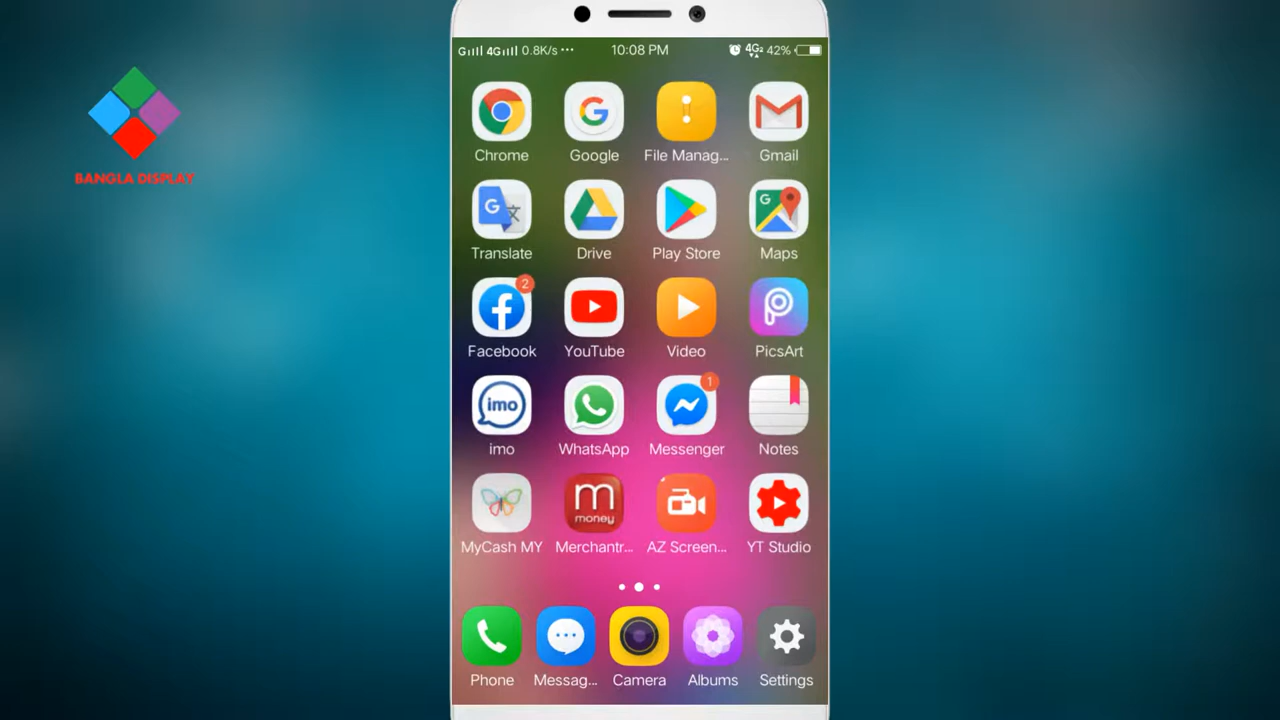 G 4G 0.8K/s ... 10:08 PM 4G2 42%
BANGLA DISPLAY
Chrome Google File Manag... Gmail
Translate Drive Play Store Maps
2
Facebook YouTube Video PicsArt
imo
1
imo WhatsApp Messenger Notes
m
money
MyCash MY Merchantr... AZ Screen... YT Studio
Phone Messag... Camera Albums Settings